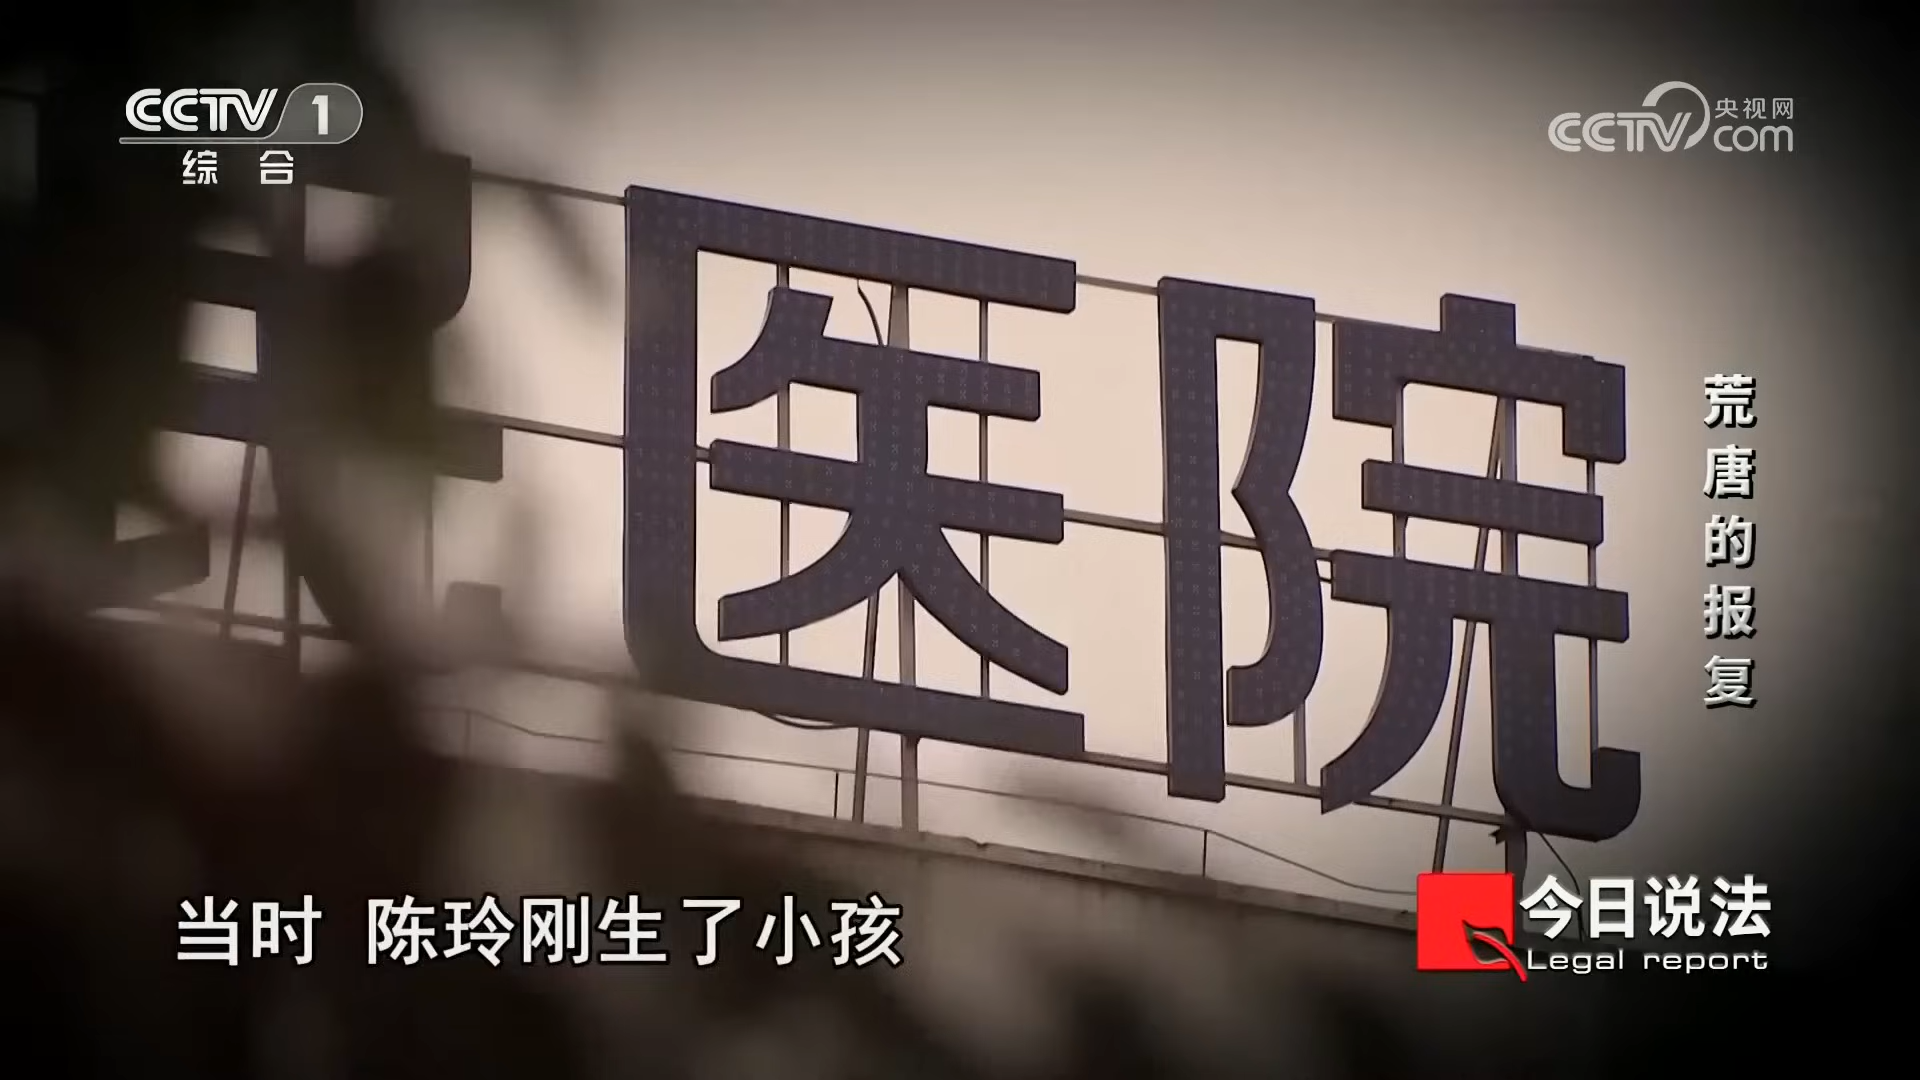 CCTV 1
综 合
央视网
CCTV.com
医院
荒唐的报复
当时 陈玲刚生了小孩
今日说法
Legal report